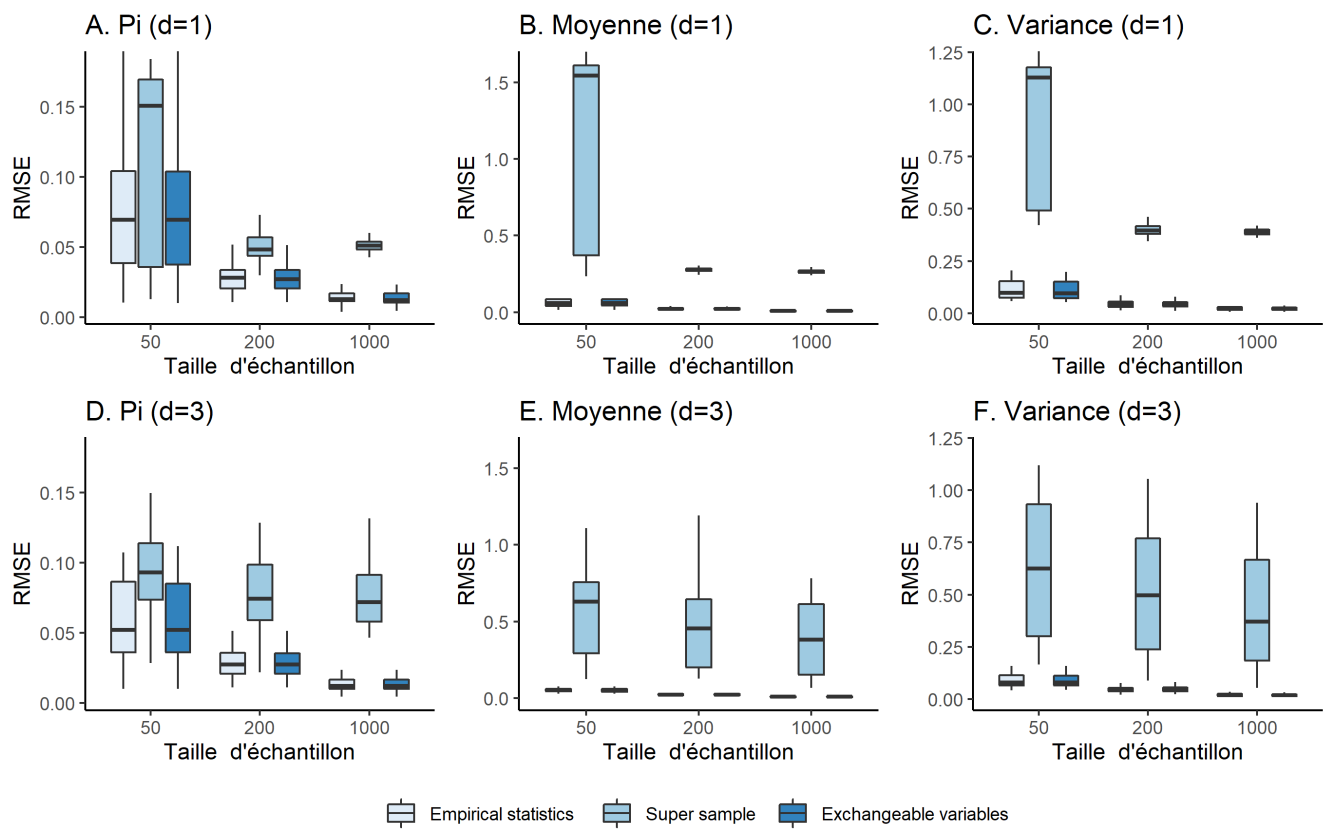 A. Pi (d=1)
RMSE
0.15
0.10
0.05
0.00
50 200 1000
Taille d'échantillon
B. Moyenne (d=1)
RMSE
1.5
1.0
0.5
0.0
50 200 1000
Taille d'échantillon
C. Variance (d=1)
RMSE
1.25
1.00
0.75
0.50
0.25
0.00
50 200 1000
Taille d'échantillon
D. Pi (d=3)
RMSE
0.15
0.10
0.05
0.00
50 200 1000
Taille d'échantillon
E. Moyenne (d=3)
RMSE
1.5
1.0
0.5
0.0
50 200 1000
Taille d'échantillon
F. Variance (d=3)
RMSE
1.25
1.00
0.75
0.50
0.25
0.00
50 200 1000
Taille d'échantillon
Empirical statistics Super sample Exchangeable variables